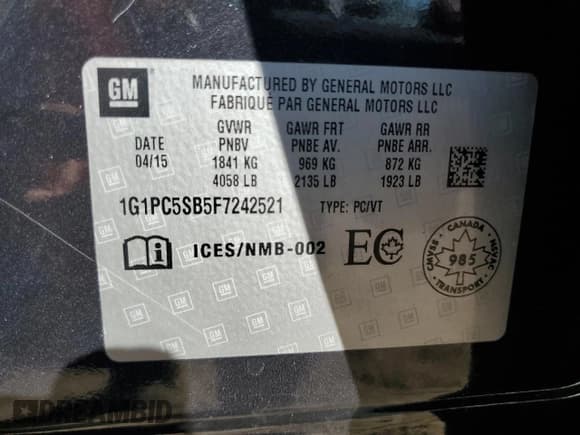 GM
MANUFACTURED BY GENERAL MOTORS LLC
FABRIQUÉ PAR GENERAL MOTORS LLC
DATE
04/15
GVWR
PNBV
1841 KG
4058 LB
GAWR FRT
PNBE AV.
969 KG
2135 LB
GAWR RR
PNBE ARR.
872 KG
1923 LB
1G1PC5SB5F7242521
TYPE: PC/VT
ICES/NMB-002
EC
CANADA
CMVSS
NSVAC
985
TRANSPORT
DREAMBID